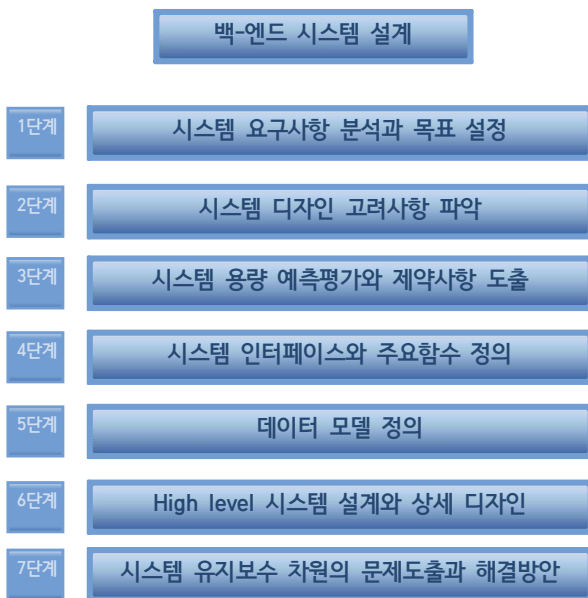 백-엔드 시스템 설계
1단계 시스템 요구사항 분석과 목표 설정
2단계 시스템 디자인 고려사항 파악
3단계 시스템 용량 예측평가와 제약사항 도출
4단계 시스템 인터페이스와 주요함수 정의
5단계 데이터 모델 정의
6단계 High level 시스템 설계와 상세 디자인
7단계 시스템 유지보수 차원의 문제도출과 해결방안